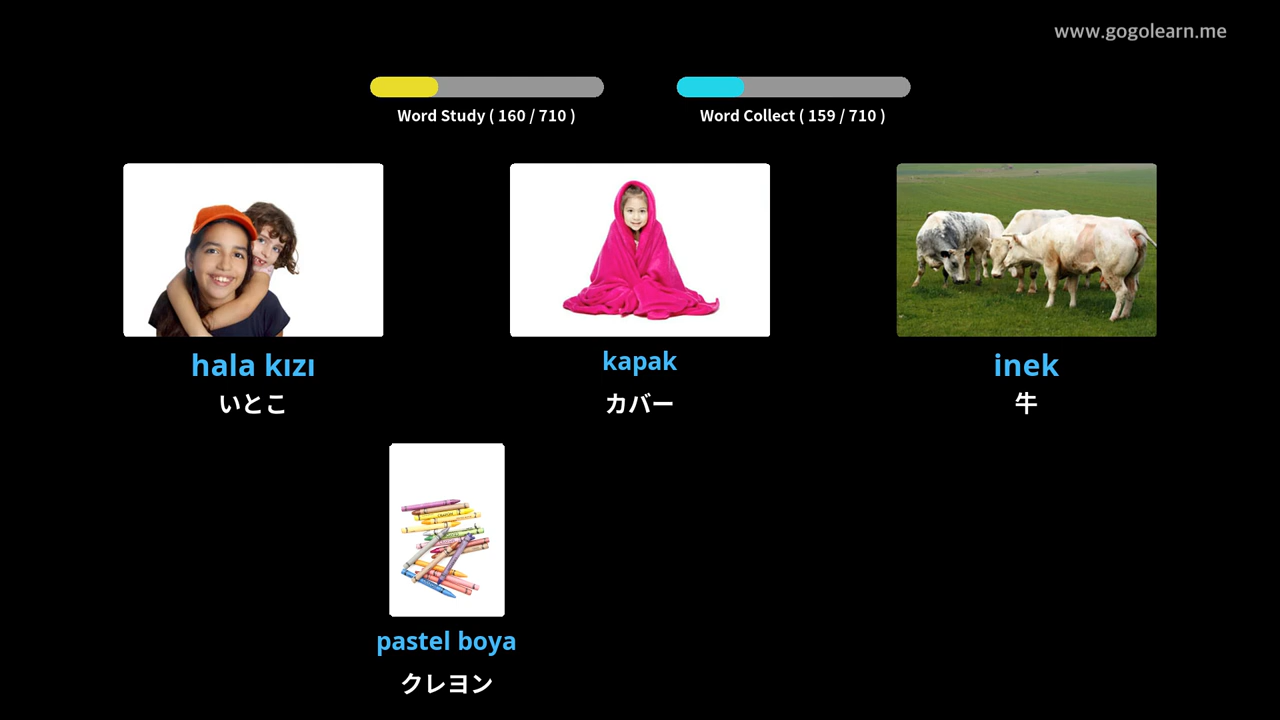 www.gogolearn.me
Word Study ( 160 / 710 )
Word Collect ( 159 / 710 )
hala kızı
いとこ
kapak
カバー
inek
牛
pastel boya
クレヨン